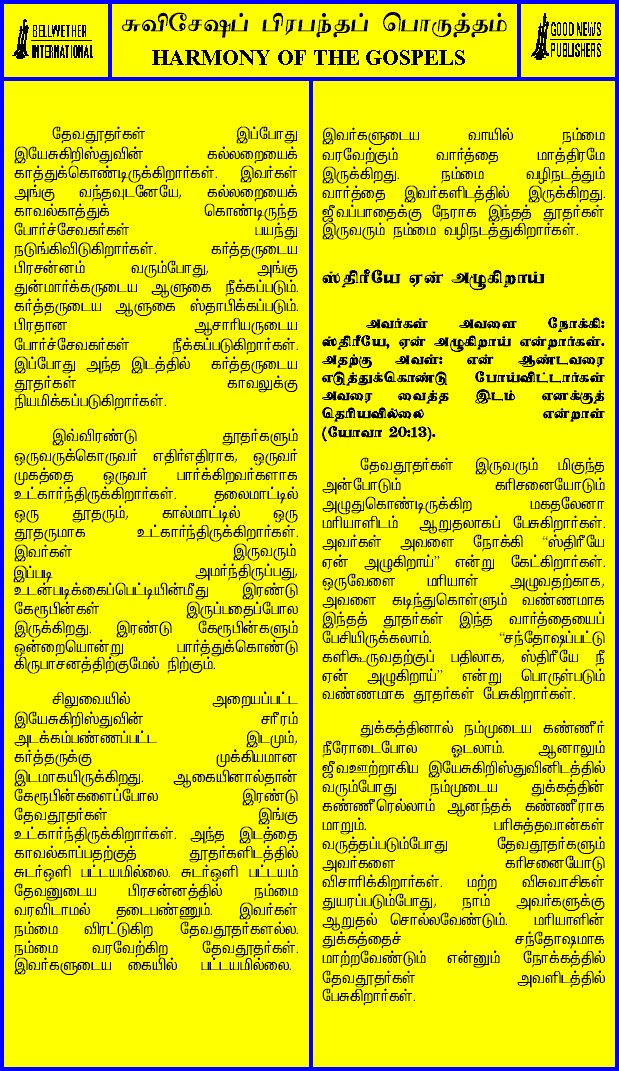 BELLWETHER
INTERNATIONAL
சுவிசேஷப் பிரபந்தப் பொருத்தம்
HARMONY OF THE GOSPELS
GOOD NEWS
PUBLISHERS
தேவதூதர்கள் இப்போது
இயேசுகிறிஸ்துவின் கல்லறையைக்
காத்துக்கொண்டிருக்கிறார்கள். இவர்கள்
அங்கு வந்தவுடனேயே, கல்லறையைக்
காவல்காத்துக் கொண்டிருந்த
போர்ச்சேவகர்கள் பயந்து
நடுங்கிவிடுகிறார்கள். கர்த்தருடைய
பிரசன்னம் வரும்போது, அங்கு
துன்மார்க்கருடைய ஆளுகை நீக்கப்படும்.
கர்த்தருடைய ஆளுகை ஸ்தாபிக்கப்படும்.
பிரதான ஆசாரியருடைய
போர்ச்சேவகர்கள் நீக்கப்படுகிறார்கள்.
இப்போது அந்த இடத்தில் கர்த்தருடைய
தூதர்கள் காவலுக்கு
நியமிக்கப்படுகிறார்கள்.
இவ்விரண்டு தூதர்களும்
ஒருவருக்கொருவர் எதிர்எதிராக, ஒருவர்
முகத்தை ஒருவர் பார்க்கிறவர்களாக
உட்கார்ந்திருக்கிறார்கள். தலைமாட்டில்
ஒரு தூதரும், கால்மாட்டில் ஒரு
தூதருமாக உட்கார்ந்திருக்கிறார்கள்.
இவர்கள் இருவரும்
இப்படி அமர்ந்திருப்பது,
உடன்படிக்கைப்பெட்டியின்மீது இரண்டு
கேரூபின்கள் இருப்பதைப்போல
இருக்கிறது. இரண்டு கேரூபின்களும்
ஒன்றையொன்று பார்த்துக்கொண்டு
கிருபாசனத்திற்குமேல் நிற்கும்.
சிலுவையில் அறையப்பட்ட
இயேசுகிறிஸ்துவின் சரீரம்
அடக்கம்பண்ணப்பட்ட இடமும்,
கர்த்தருக்கு முக்கியமான
இடமாகயிருக்கிறது. ஆகையினால்தான்
கேரூபின்களைப்போல இரண்டு
தேவதூதர்கள் இங்கு
உட்கார்ந்திருக்கிறார்கள். அந்த இடத்தை
காவல்காப்பதற்குத் தூதர்களிடத்தில்
சுடர்ஒளி பட்டயமில்லை. சுடர்ஒளி பட்டயம்
தேவனுடைய பிரசன்னத்தில் நம்மை
வரவிடாமல் தடைபண்ணும். இவர்கள்
நம்மை விரட்டுகிற தேவதூதர்களல்ல.
நம்மை வரவேற்கிற தேவதூதர்கள்.
இவர்களுடைய கையில் பட்டயமில்லை.
இவர்களுடைய வாயில் நம்மை
வரவேற்கும் வார்த்தை மாத்திரமே
இருக்கிறது. நம்மை வழிநடத்தும்
வார்த்தை இவர்களிடத்தில் இருக்கிறது.
ஜீவப்பாதைக்கு நேராக இந்தத் தூதர்கள்
இருவரும் நம்மை வழிநடத்துகிறார்கள்.
ஸ்திரீயே ஏன் அழுகிறாய்
அவர்கள் அவளை நோக்கி:
ஸ்திரீயே, ஏன் அழுகிறாய் என்றார்கள்.
அதற்கு அவள்: என் ஆண்டவரை
எடுத்துக்கொண்டு போய்விட்டார்கள்
அவரை வைத்த இடம் எனக்குத்
தெரியவில்லை என்றாள்
(யோவா 20:13).
தேவதூதர்கள் இருவரும் மிகுந்த
அன்போடும் கரிசனையோடும்
அழுதுகொண்டிருக்கிற மகதலேனா
மரியாளிடம் ஆறுதலாகப் பேசுகிறார்கள்.
அவர்கள் அவளை நோக்கி “ஸ்திரீயே
ஏன் அழுகிறாய்” என்று கேட்கிறார்கள்.
ஒருவேளை மரியாள் அழுவதற்காக,
அவளை கடிந்துகொள்ளும் வண்ணமாக
இந்தத் தூதர்கள் இந்த வார்த்தையைப்
பேசியிருக்கலாம். “சந்தோஷப்பட்டு
களிகூருவதற்குப் பதிலாக, ஸ்திரீயே நீ
ஏன் அழுகிறாய்” என்று பொருள்படும்
வண்ணமாக தூதர்கள் பேசுகிறார்கள்.
துக்கத்தினால் நம்முடைய கண்ணீர்
நீரோடைபோல ஓடலாம். ஆனாலும்
ஜீவஊற்றாகிய இயேசுகிறிஸ்துவினிடத்தில்
வரும்போது நம்முடைய துக்கத்தின்
கண்ணீரெல்லாம் ஆனந்தக் கண்ணீராக
மாறும். பரிசுத்தவான்கள்
வருத்தப்படும்போது தேவதூதர்களும்
அவர்களை கரிசனையோடு
விசாரிக்கிறார்கள். மற்ற விசுவாசிகள்
துயரப்படும்போது, நாம் அவர்களுக்கு
ஆறுதல் சொல்லவேண்டும். மரியாளின்
துக்கத்தைச் சந்தோஷமாக
மாற்றவேண்டும் என்னும் நோக்கத்தில்
தேவதூதர்கள் அவளிடத்தில்
பேசுகிறார்கள்.